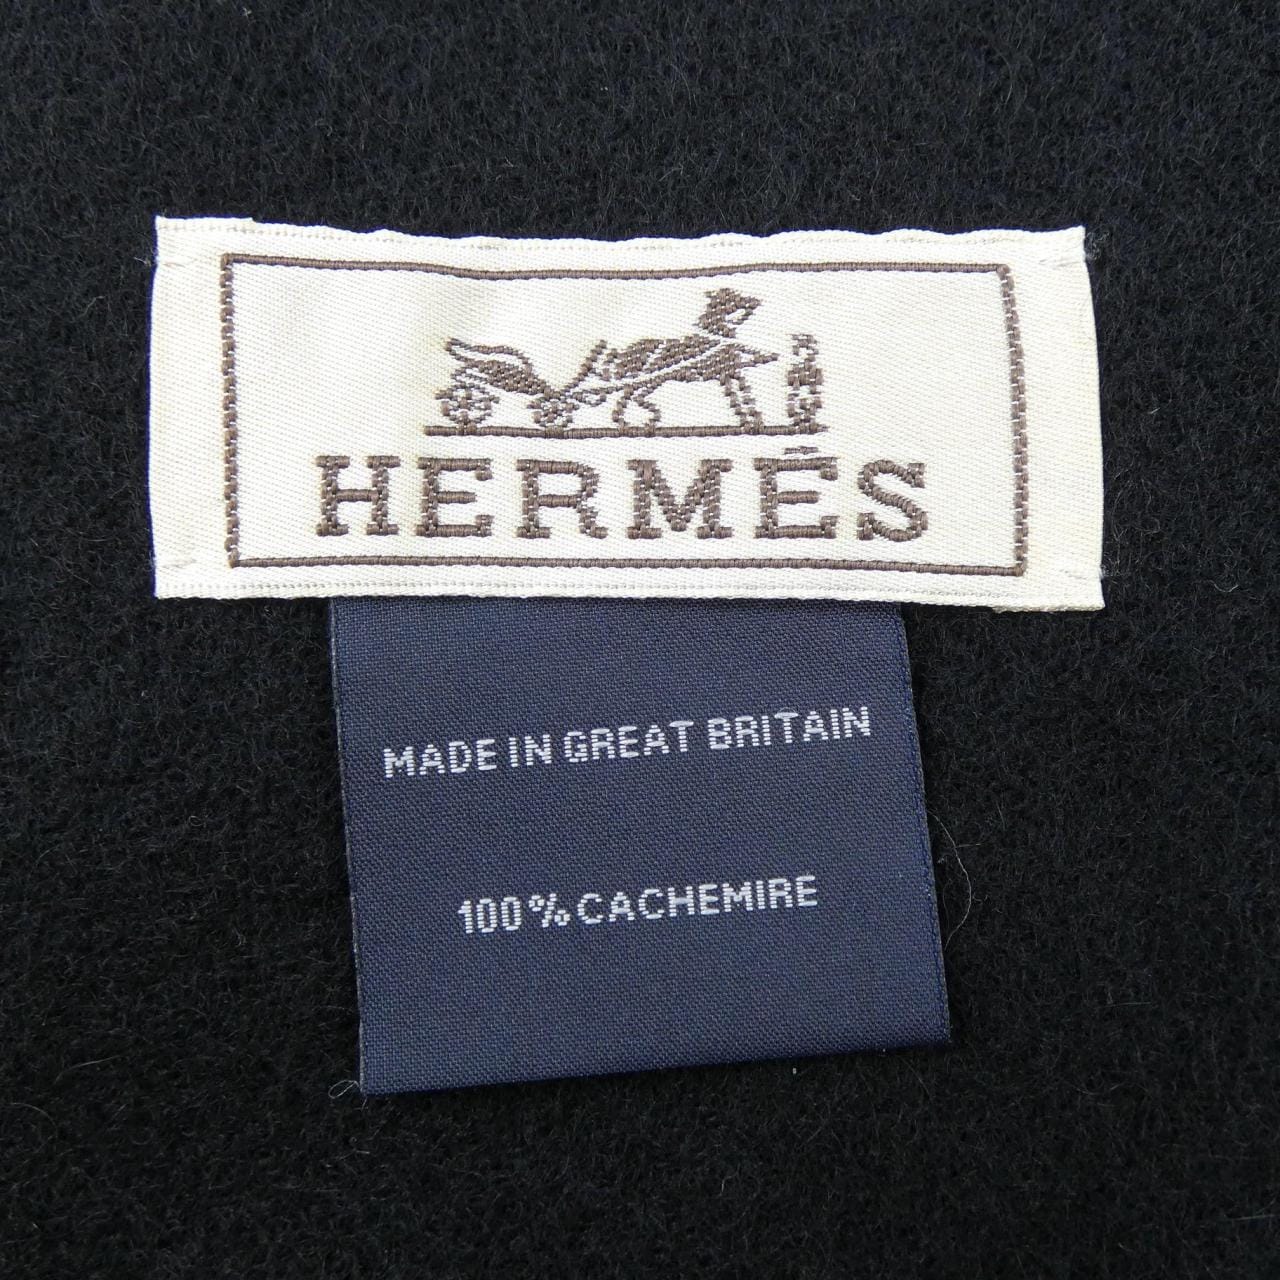 HERMÈS
MADE IN GREAT BRITAIN
100% CACHEMIRE